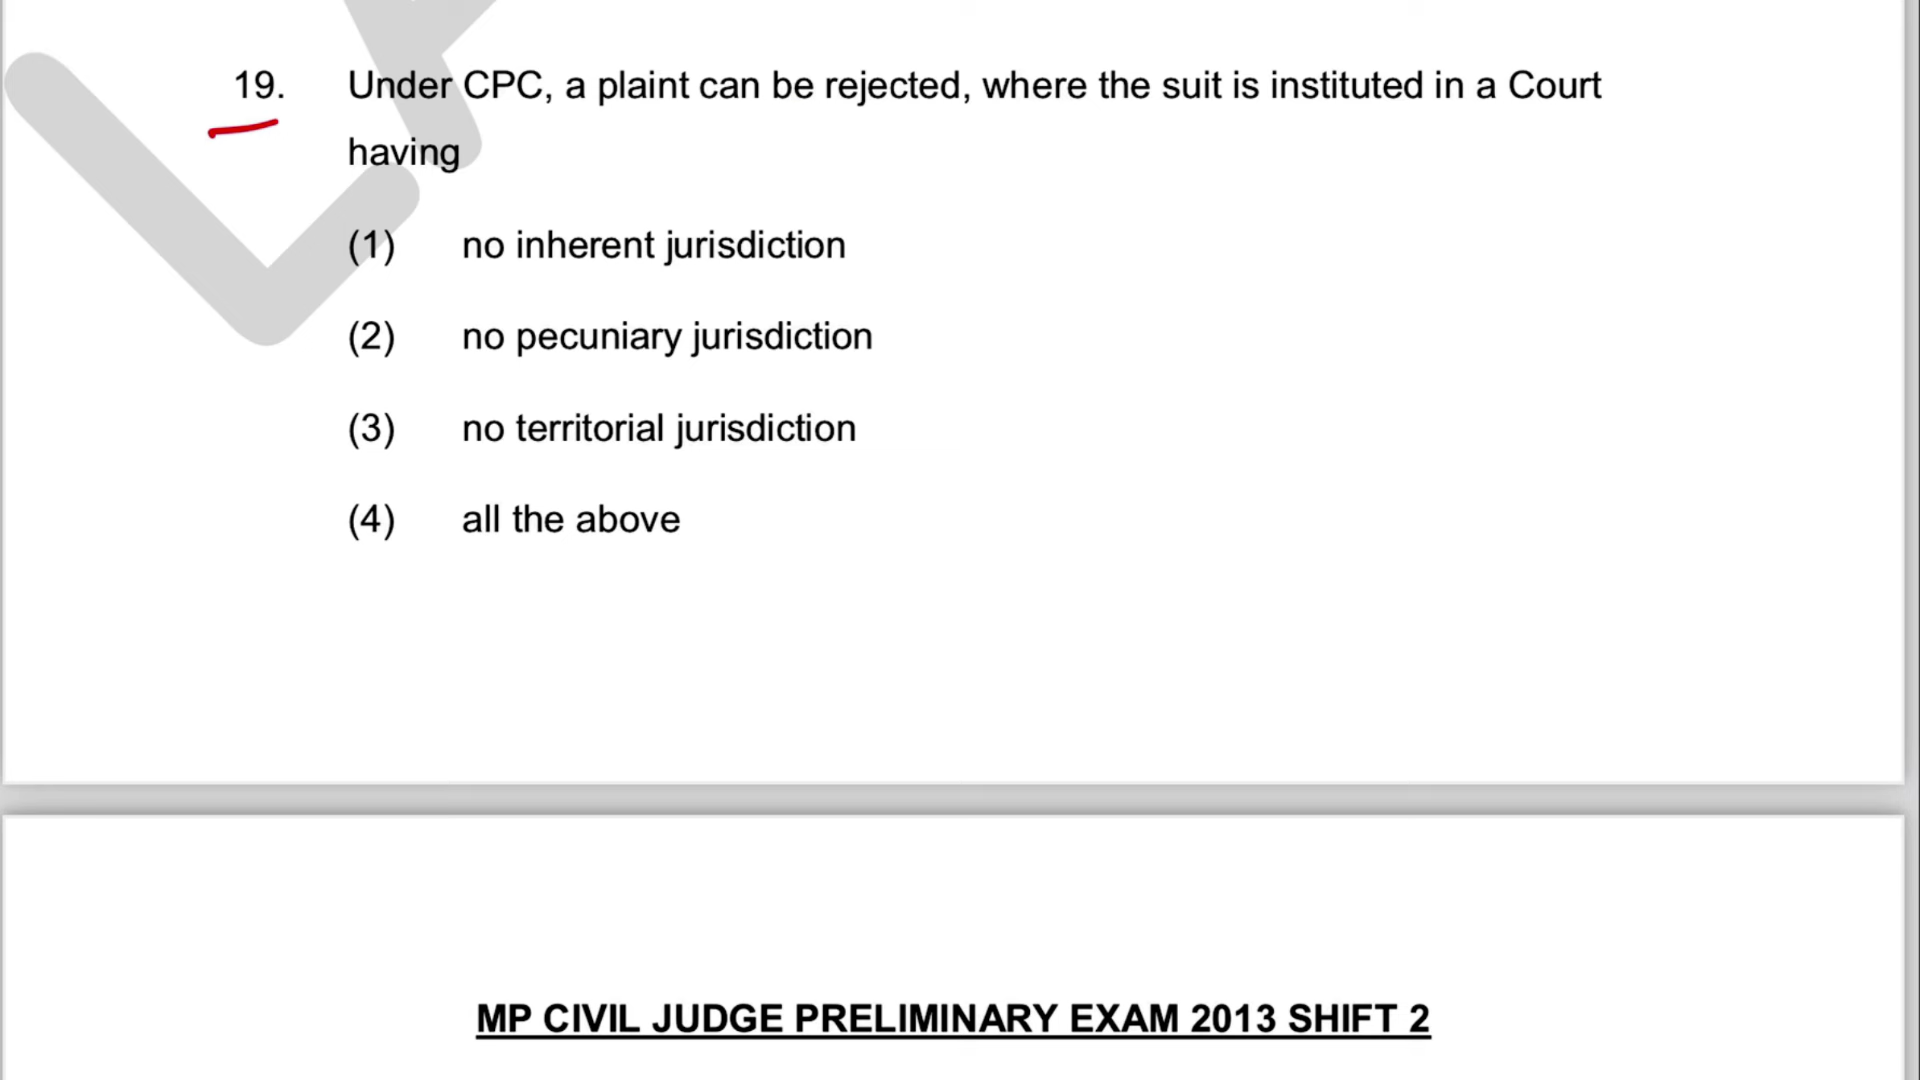 19. Under CPC, a plaint can be rejected, where the suit is instituted in a Court
having
(1) no inherent jurisdiction
(2) no pecuniary jurisdiction
(3) no territorial jurisdiction
(4) all the above
MP CIVIL JUDGE PRELIMINARY EXAM 2013 SHIFT 2